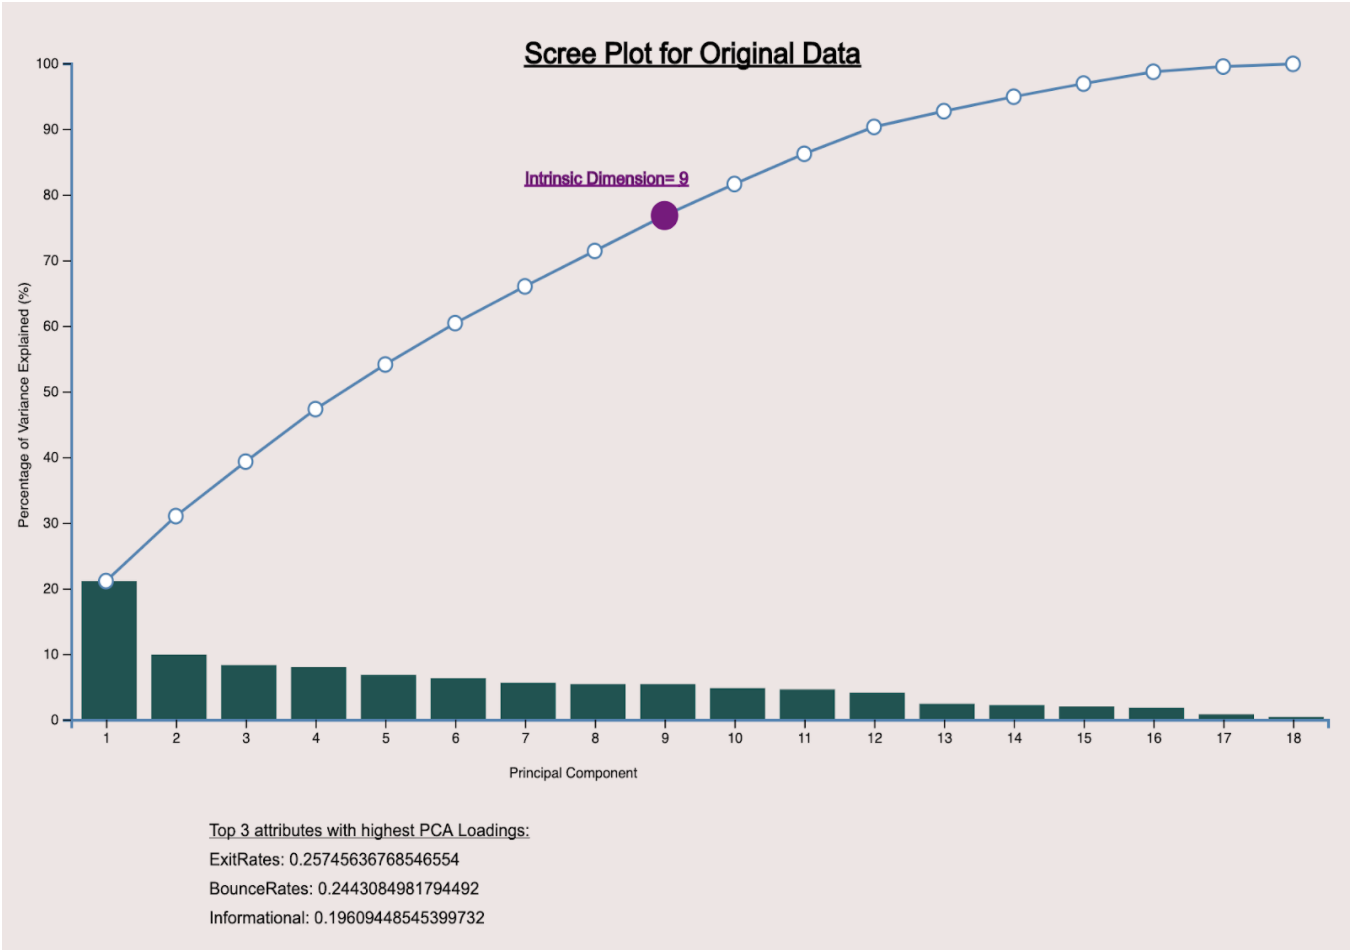 Scree Plot for Original Data
100
90
80
70
60
50
40
30
20
10
0
Percentage of Variance Explained (%)
Intrinsic Dimension= 9
1 2 3 4 5 6 7 8 9 10 11 12 13 14 15 16 17 18
Principal Component
Top 3 attributes with highest PCA Loadings:
ExitRates: 0.25745636768546554
BounceRates: 0.2443084981794492
Informational: 0.19609448545399732